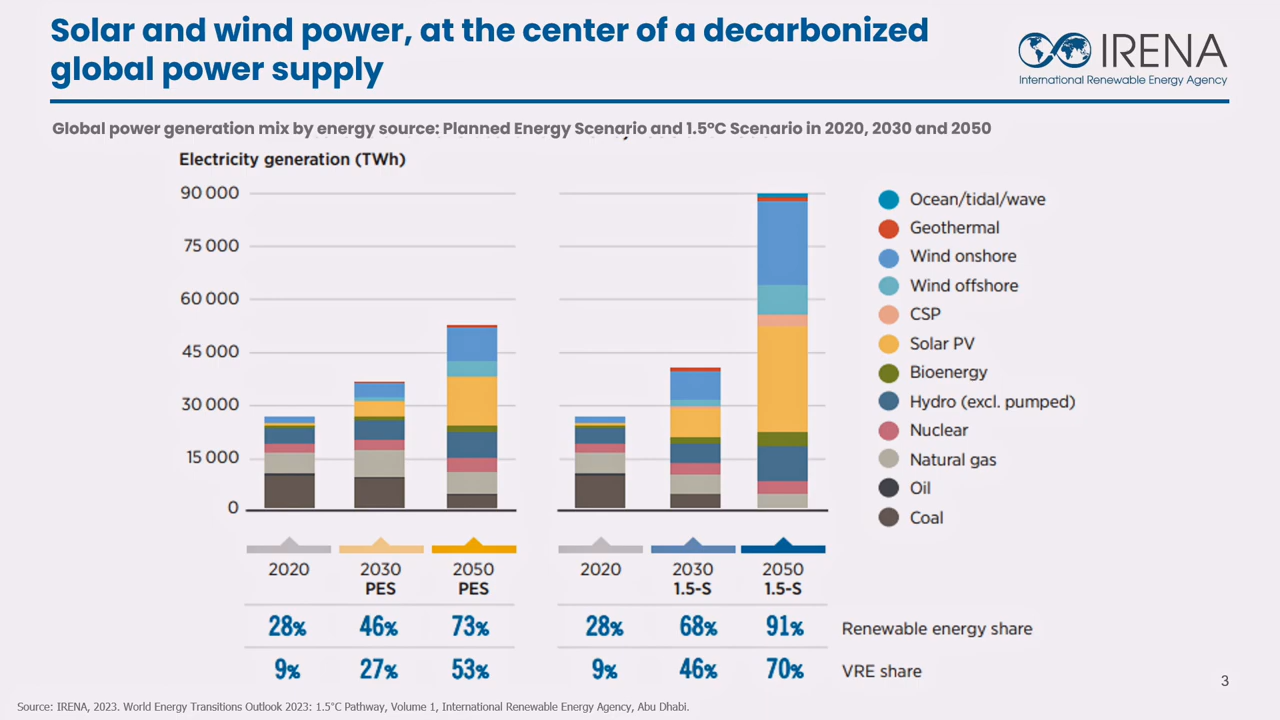 Solar and wind power, at the center of a decarbonized
global power supply
IRENA
International Renewable Energy Agency
Global power generation mix by energy source: Planned Energy Scenario and 1.5°C Scenario in 2020, 2030 and 2050
Electricity generation (TWh)
90 000
75 000
60 000
45 000
30 000
15 000
0
Ocean/tidal/wave
Geothermal
Wind onshore
Wind offshore
CSP
Solar PV
Bioenergy
Hydro (excl. pumped)
Nuclear
Natural gas
Oil
Coal
2020 2030 2050 2020 2030 2050
PES PES 1.5-S 1.5-S
28% 46% 73% 28% 68% 91% Renewable energy share
9% 27% 53% 9% 46% 70% VRE share
3
Source: IRENA, 2023. World Energy Transitions Outlook 2023: 1.5°C Pathway, Volume 1, International Renewable Energy Agency, Abu Dhabi.